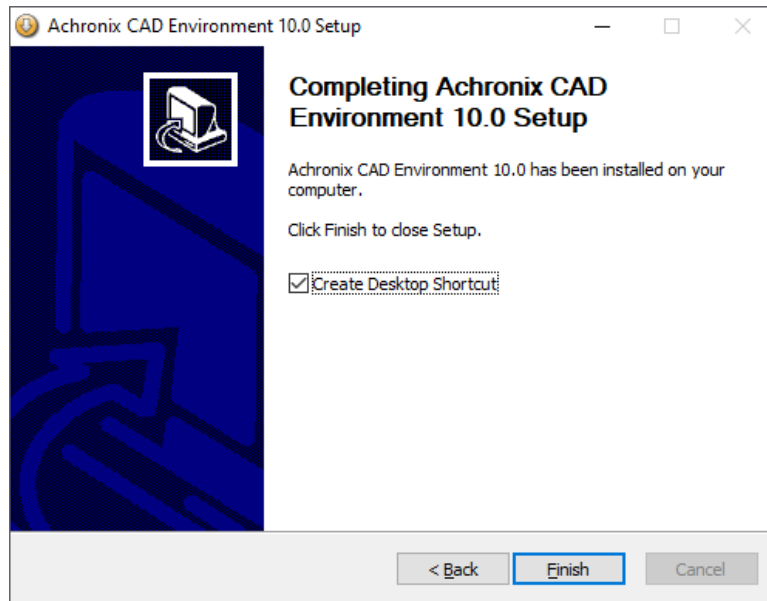 Achronix CAD Environment 10.0 Setup
Completing Achronix CAD
Environment 10.0 Setup
Achronix CAD Environment 10.0 has been installed on your
computer.
Click Finish to close Setup.
Create Desktop Shortcut
< Back
Finish
Cancel